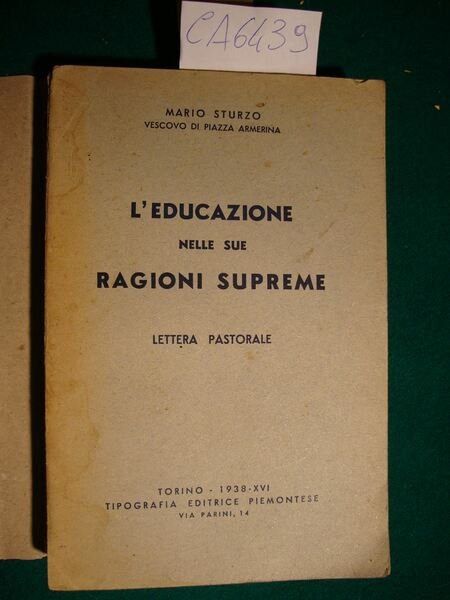 CA6439
MARIO STURZO
VESCOVO DI PIAZZA ARMERINA
L'EDUCAZIONE
NELLE SUE
RAGIONI SUPREME
LETTERA PASTORALE
TORINO - 1938-XVI
TIPOGRAFIA EDITRICE PIEMONTESE
VIA PARINI, 14